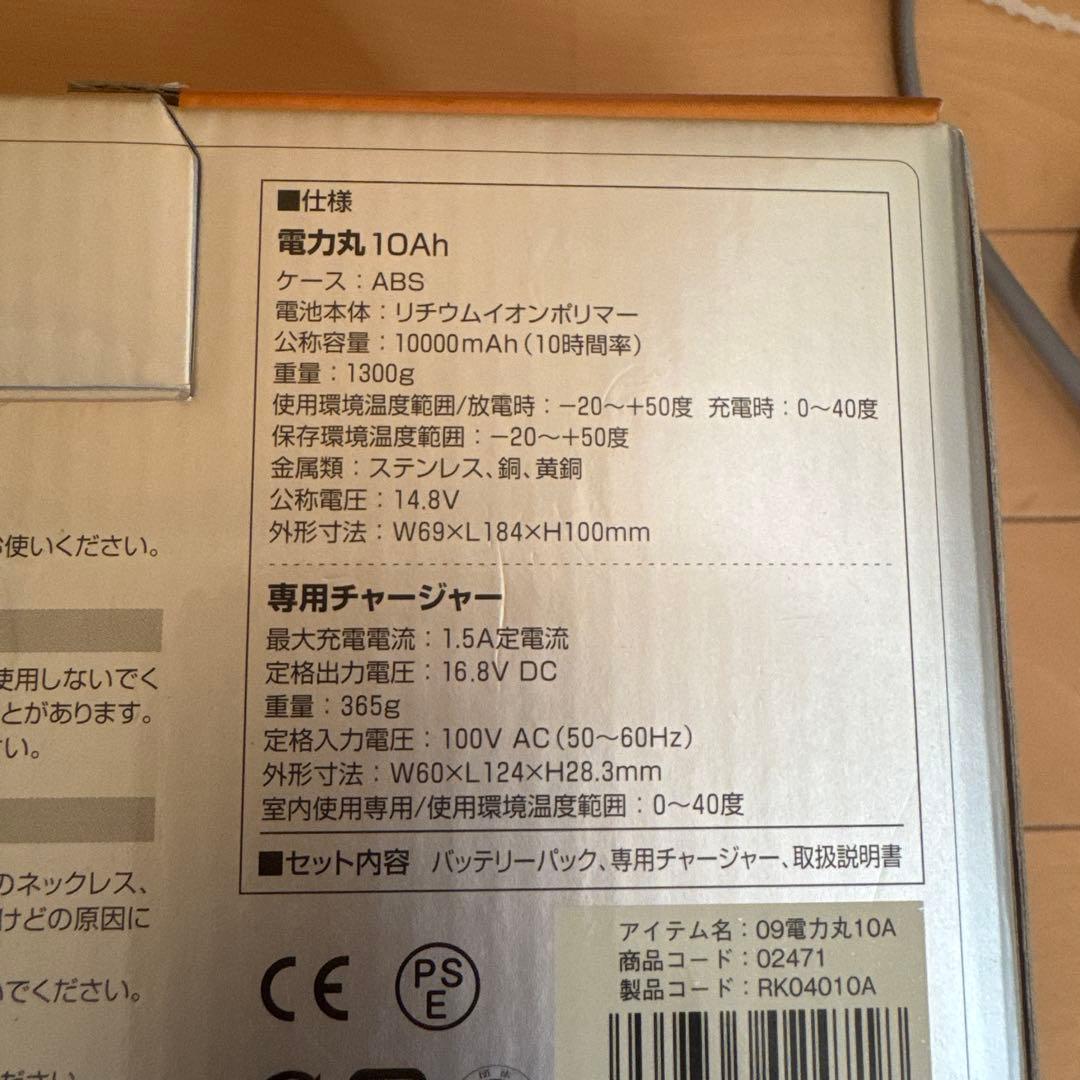 ■仕様
電力丸10Ah
ケース：ABS
電池本体：リチウムイオンポリマー
公称容量：10000mAh（10時間率）
重量：1300g
使用環境温度範囲/放電時：−20〜+50度 充電時：0〜40度
保存環境温度範囲：−20〜+50度
金属類：ステンレス、銅、黄銅
公称電圧：14.8V
外形寸法：W69×L184×H100mm
専用チャージャー
最大充電電流：1.5A定電流
定格出力電圧：16.8V DC
重量：365g
定格入力電圧：100V AC（50〜60Hz）
外形寸法：W60×L124×H28.3mm
室内使用専用/使用環境温度範囲：0〜40度
■セット内容 バッテリーパック、専用チャージャー、取扱説明書
使いください。
使用しないでく
とがあります。
い。
のネックレス、
けどの原因に
でください。
ださい
CE
PSE
アイテム名：09電力丸10A
商品コード：02471
製品コード：RK04010A